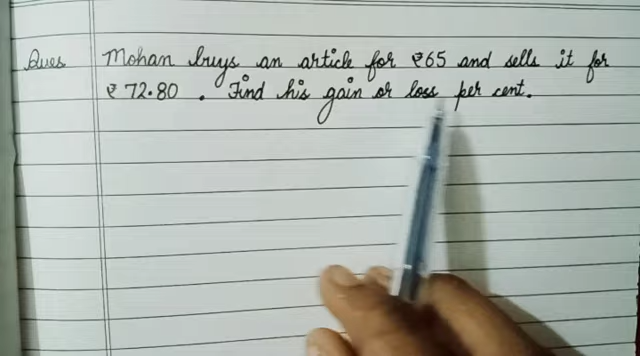 Ques Mohan buys an article for ₹65 and sells it for
₹72.80 . Find his gain or loss per cent.